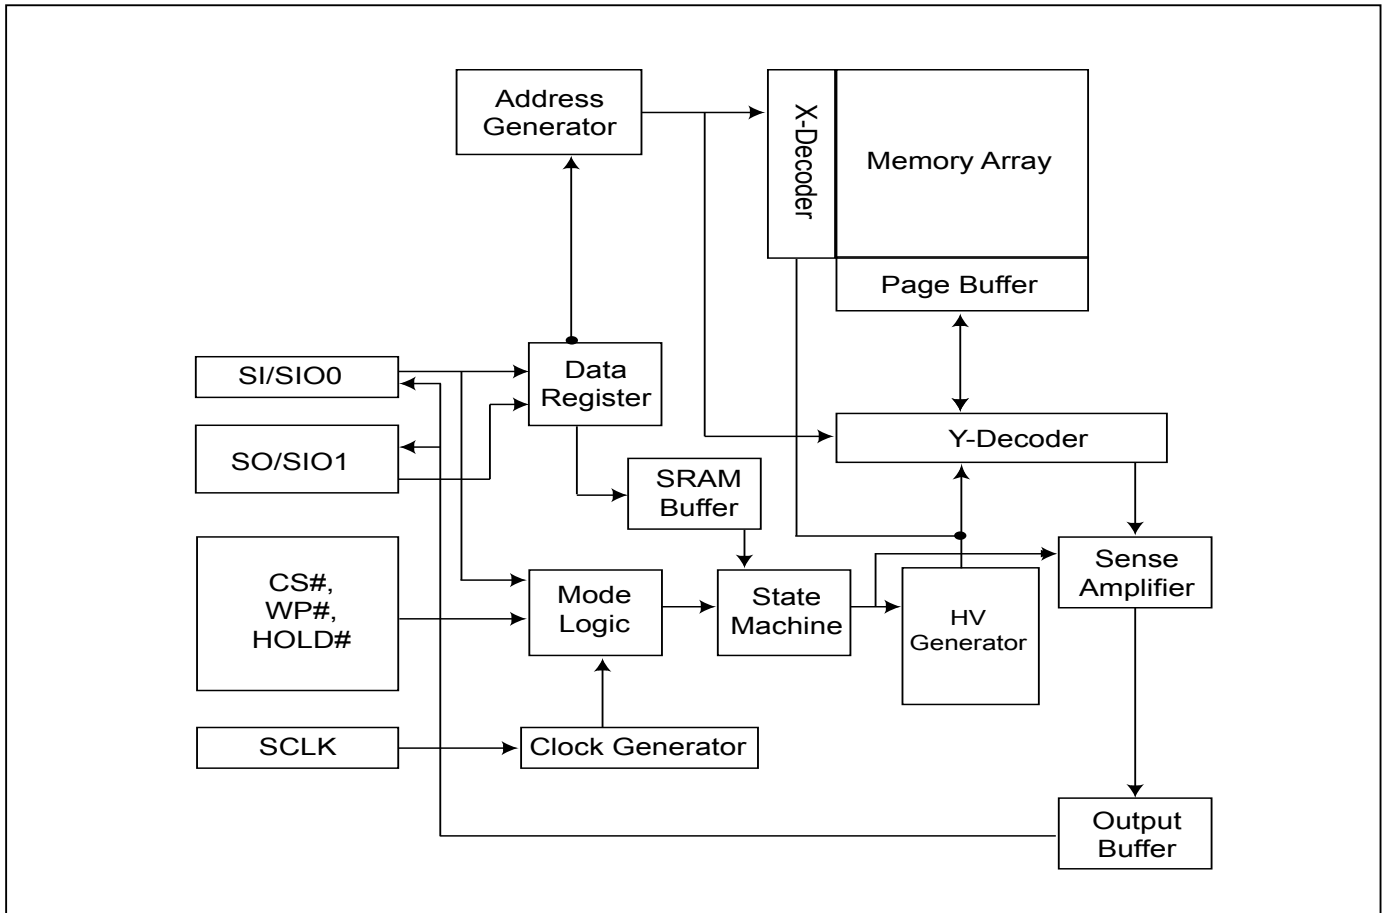 Address
Generator
X-Decoder
Memory Array
Page Buffer
SI/SIO0
Data
Register
Y-Decoder
SO/SIO1
SRAM
Buffer
CS#,
WP#,
HOLD#
Mode
Logic
State
Machine
HV
Generator
Sense
Amplifier
SCLK
Clock Generator
Output
Buffer